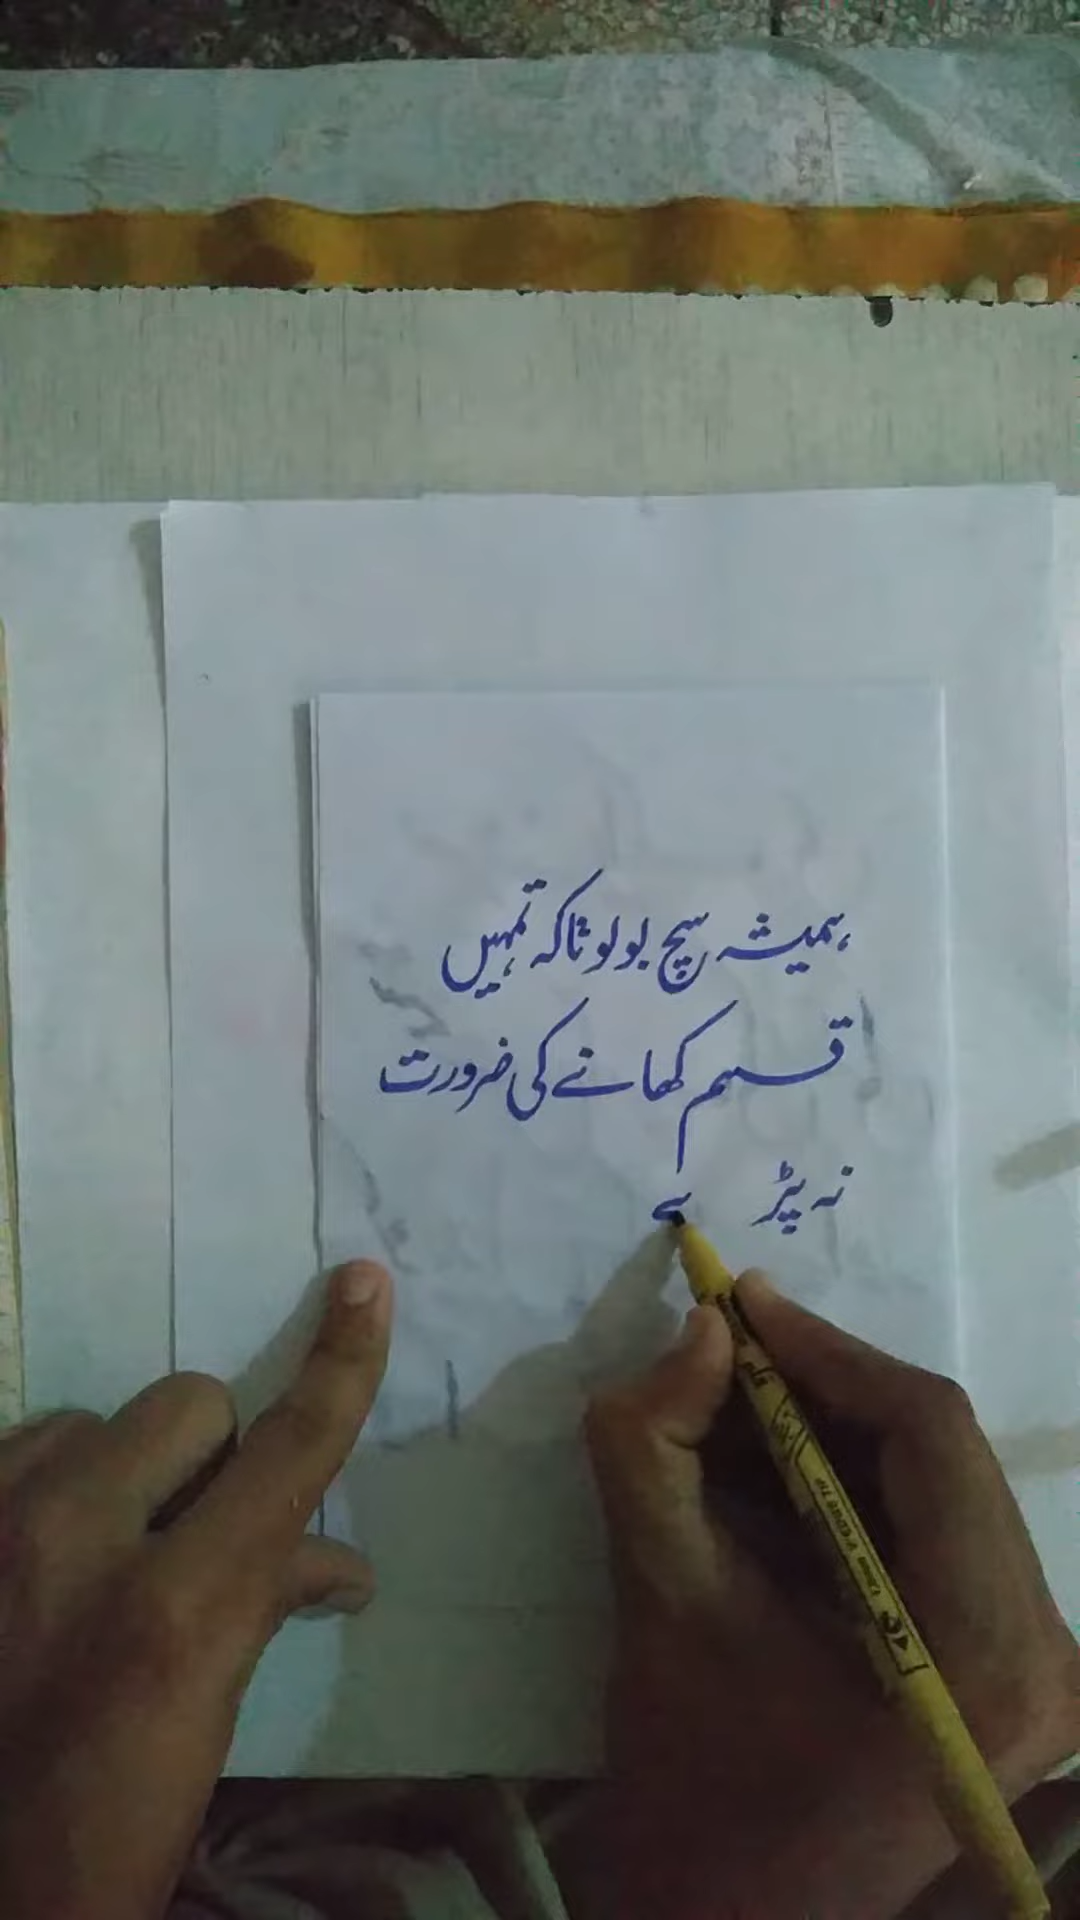 ہمیشہ سچ بولو تاکہ تمہیں
قسم کھانے کی ضرورت
نہ پڑے